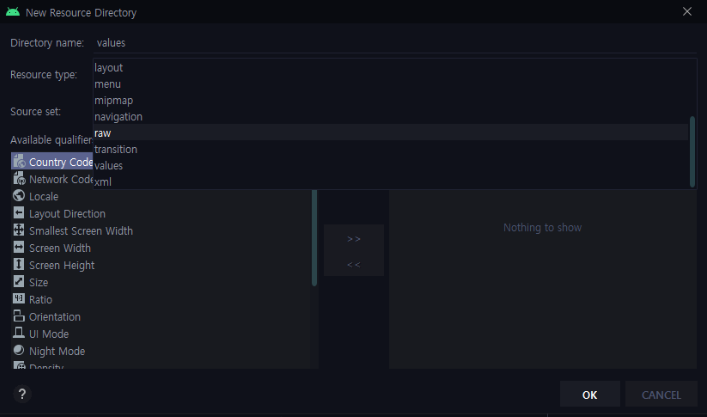 New Resource Directory
Directory name: values
Resource type:
layout
menu
mipmap
navigation
raw
transition
values
xml
Source set:
Available qualifier
Country Code
Network Code
Locale
Layout Direction
Smallest Screen Width
Screen Width
Screen Height
Size
Ratio
Orientation
UI Mode
Night Mode
Density
>>
<<
Nothing to show
?
OK
CANCEL